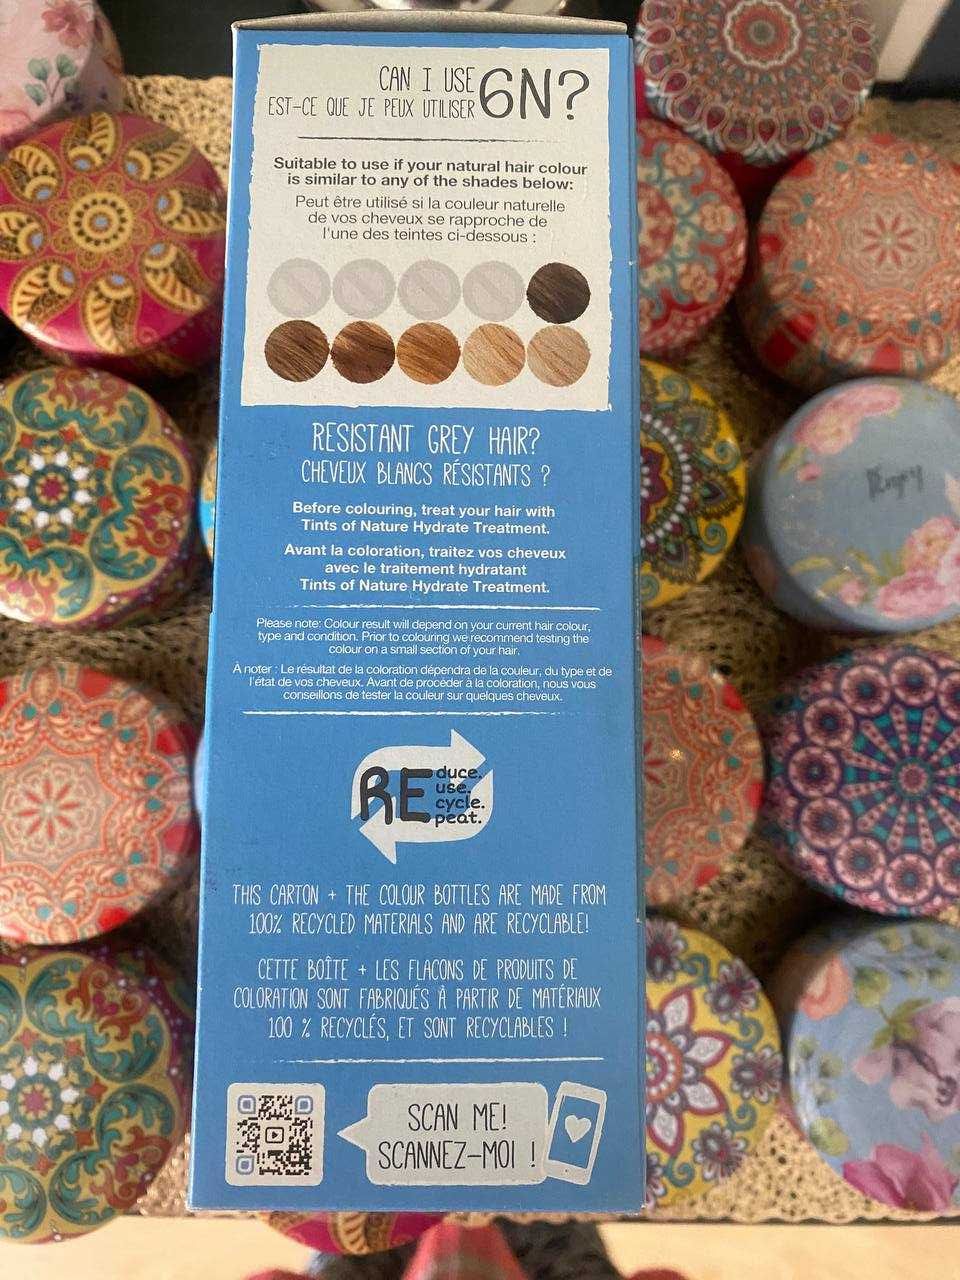 CAN I USE 6N?
EST-CE QUE JE PEUX UTILISER
Suitable to use if your natural hair colour
is similar to any of the shades below:
Peut être utilisé si la couleur naturelle
de vos cheveux se rapproche de
l'une des teintes ci-dessous :
RESISTANT GREY HAIR?
CHEVEUX BLANCS RÉSISTANTS ?
Before colouring, treat your hair with
Tints of Nature Hydrate Treatment.
Avant la coloration, traitez vos cheveux
avec le traitement hydratant
Tints of Nature Hydrate Treatment.
Please note: Colour result will depend on your current hair colour,
type and condition. Prior to colouring we recommend testing the
colour on a small section of your hair.
À noter : Le résultat de la coloration dépendra de la couleur, du type et de
l'état de vos cheveux. Avant de procéder à la coloration, nous vous
conseillons de tester la couleur sur quelques cheveux.
REduce.
use.
cycle.
peat.
THIS CARTON + THE COLOUR BOTTLES ARE MADE FROM
100% RECYCLED MATERIALS AND ARE RECYCLABLE!
CETTE BOÎTE + LES FLACONS DE PRODUITS DE
COLORATION SONT FABRIQUÉS À PARTIR DE MATÉRIAUX
100 % RECYCLÉS, ET SONT RECYCLABLES !
SCAN ME!
SCANNEZ-MOI !